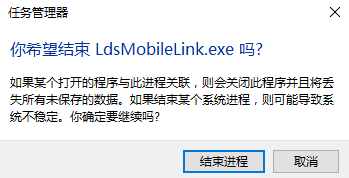 任务管理器
你希望结束 LdsMobileLink.exe 吗?
如果某个打开的程序与此进程关联，则会关闭此程序并且将丢
失所有未保存的数据。如果结束某个系统进程，则可能导致系
统不稳定。你确定要继续吗?
结束进程
取消